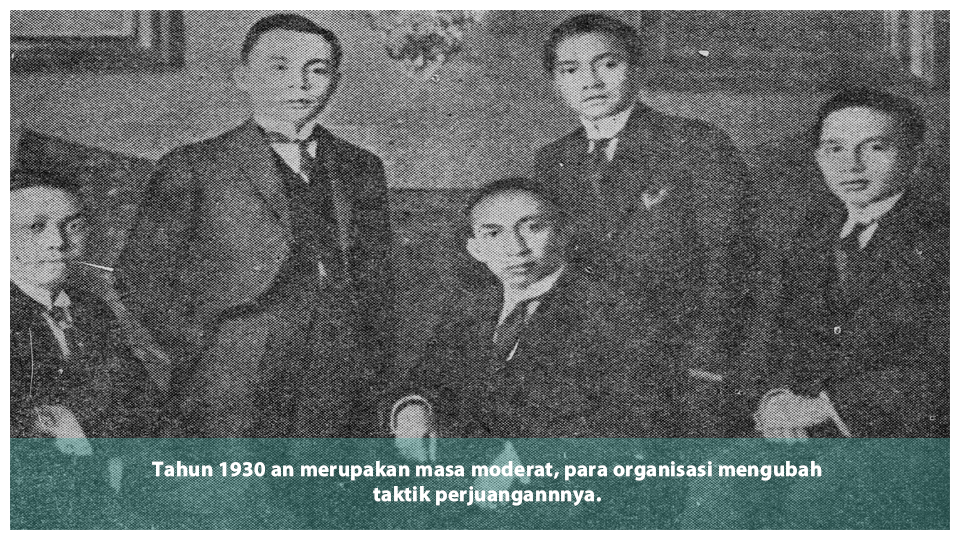 Tahun 1930 an merupakan masa moderat, para organisasi mengubah
taktik perjuangannnya.